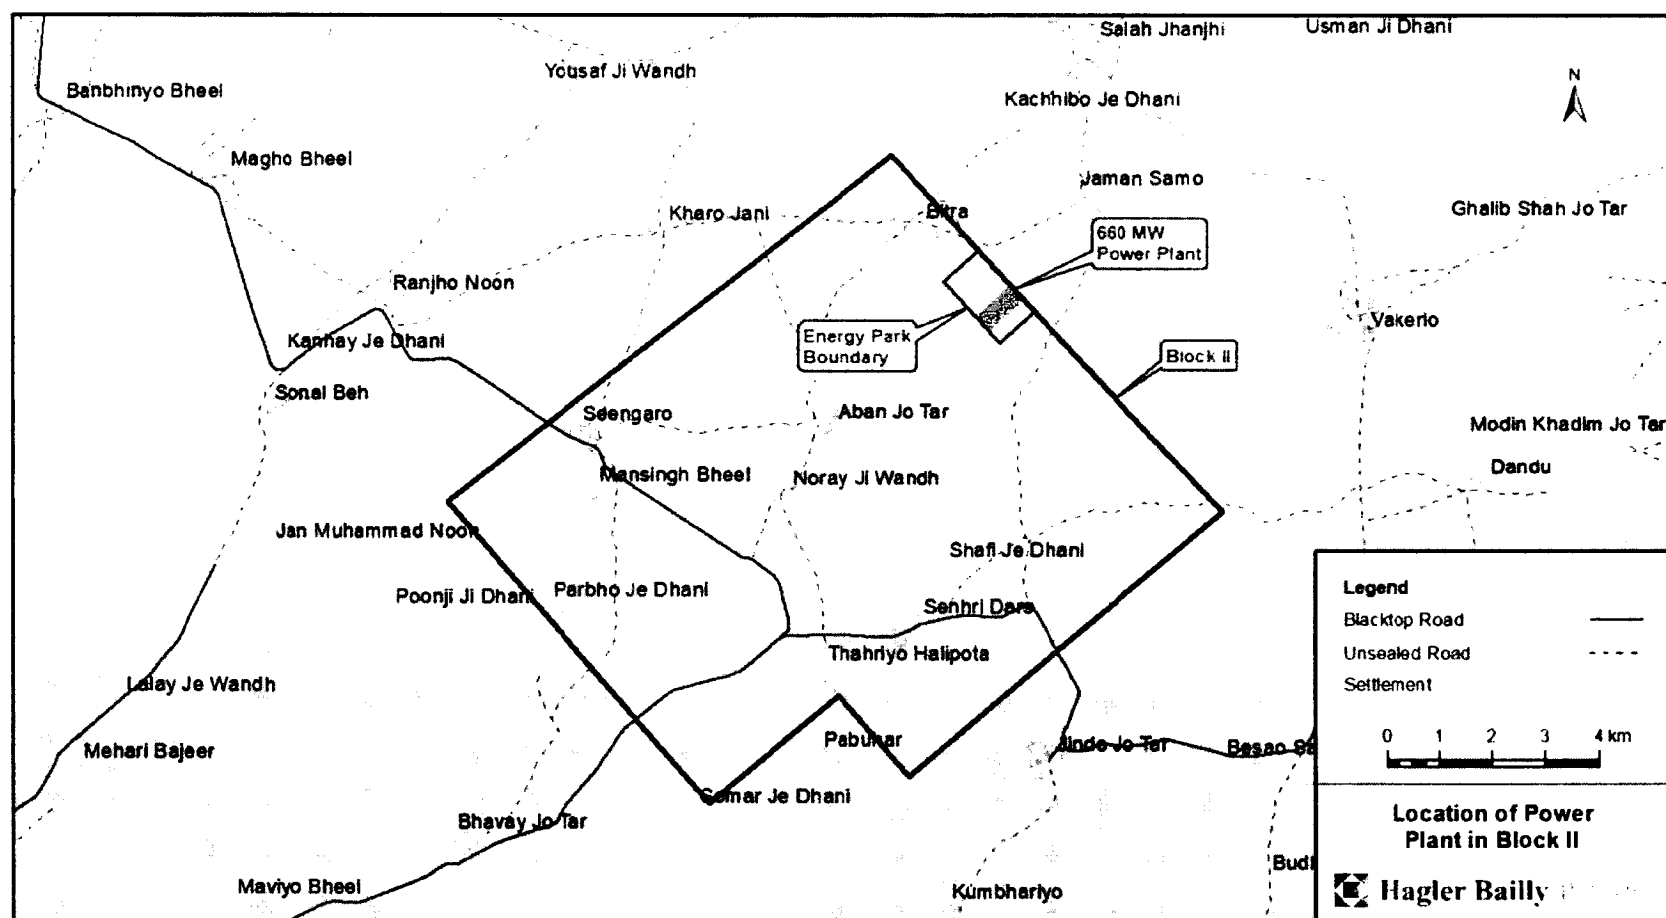 Salah Jhanjhi
Usman Ji Dhani
Yousaf Ji Wandh
Banbhinyo Bheel
Kachhibo Je Dhani
N
Magho Bheel
Jaman Samo
Kharo Jani
Bitra
Ghalib Shah Jo Tar
660 MW
Power Plant
Ranjho Noon
Vakerio
Kanhay Je Dhani
Energy Park
Boundary
Block II
Sonal Beh
Seengaro
Aban Jo Tar
Modin Khadim Jo Tar
Dandu
Mansingh Bheel
Noray Ji Wandh
Jan Muhammad Noon
Shafi Je Dhani
Poonji Ji Dhani
Parbho Je Dhani
Senhri Dars
Thahriyo Halipota
Lalay Je Wandh
Mehari Bajeer
Pabuhar
Jindo Jo Tar
Besao
Somar Je Dhani
Bhavay Jo Tar
Maviyo Bheel
Kumbhariyo
Legend
Blacktop Road
Unsealed Road
Settlement
0 1 2 3 4 km
Location of Power
Plant in Block II
Hagler Bailly